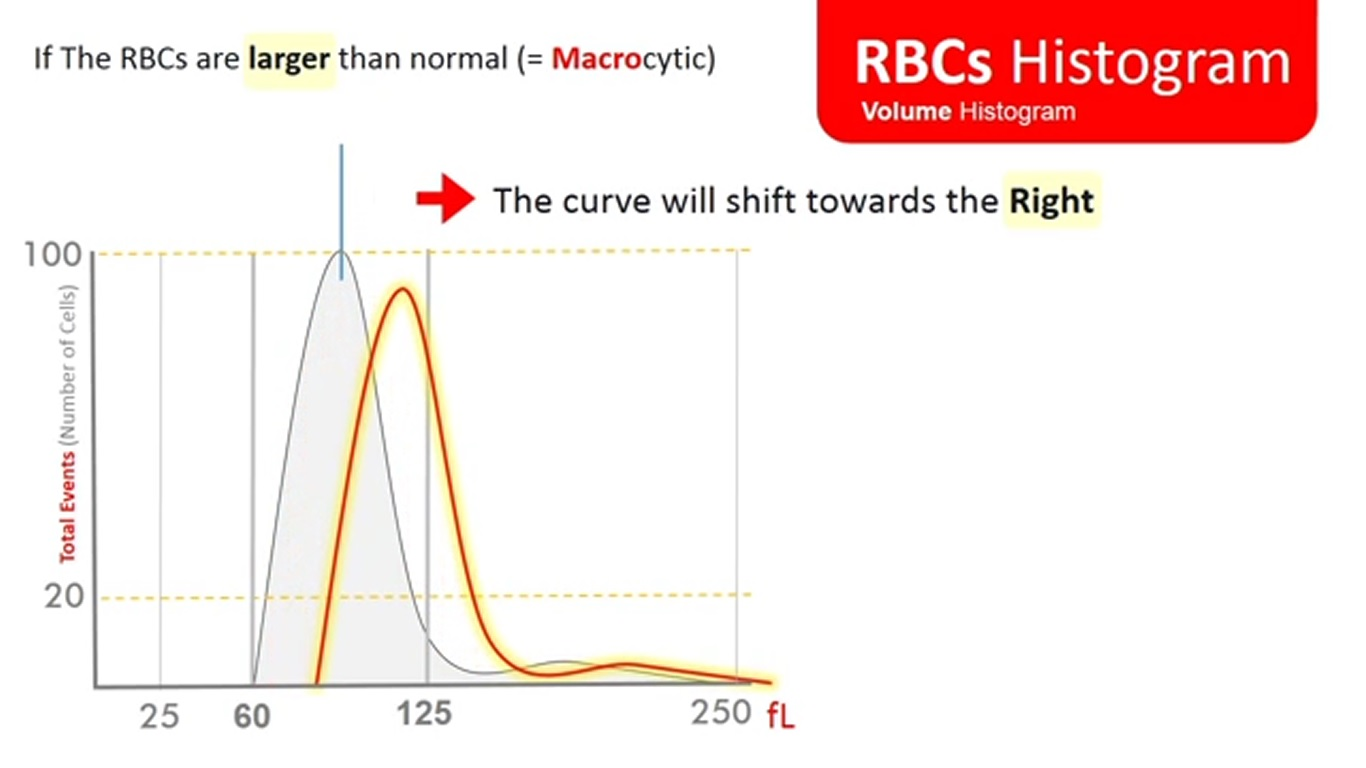 If The RBCs are larger than normal (= Macrocytic)
RBCs Histogram
Volume Histogram
The curve will shift towards the Right
100
Total Events (Number of Cells)
20
25 60 125 250 fL